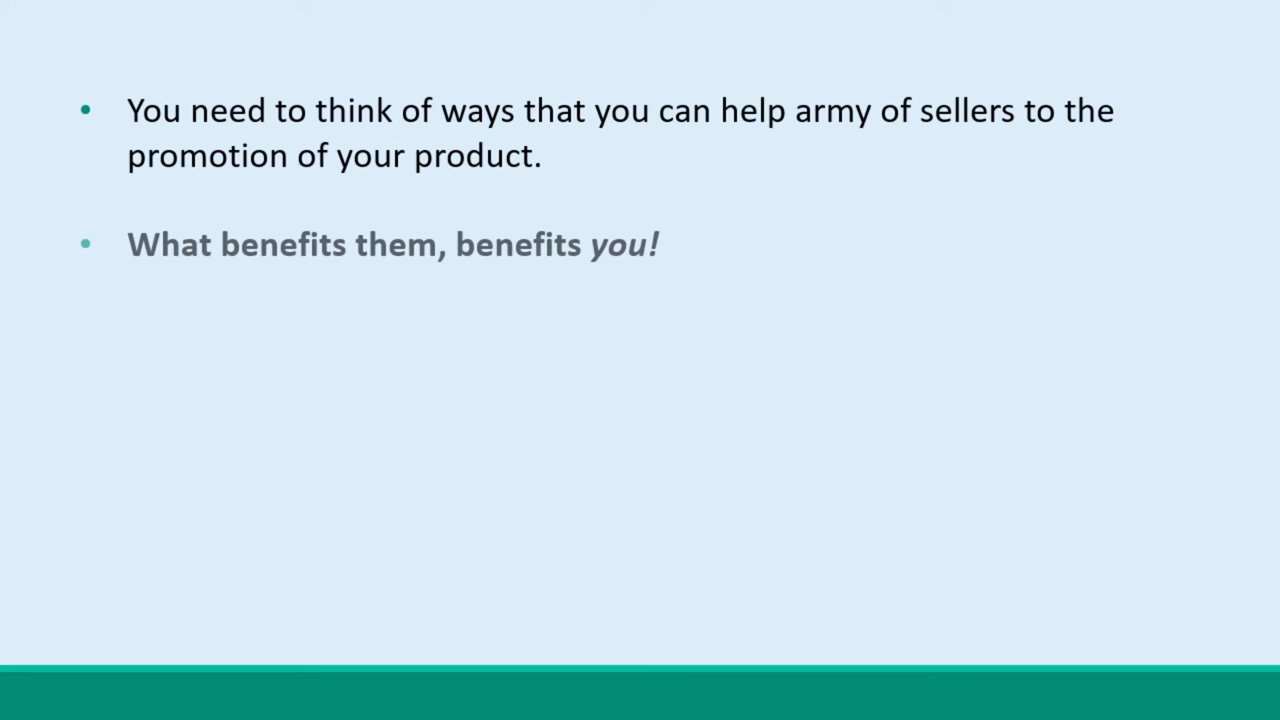 • You need to think of ways that you can help army of sellers to the
promotion of your product.
• What benefits them, benefits you!